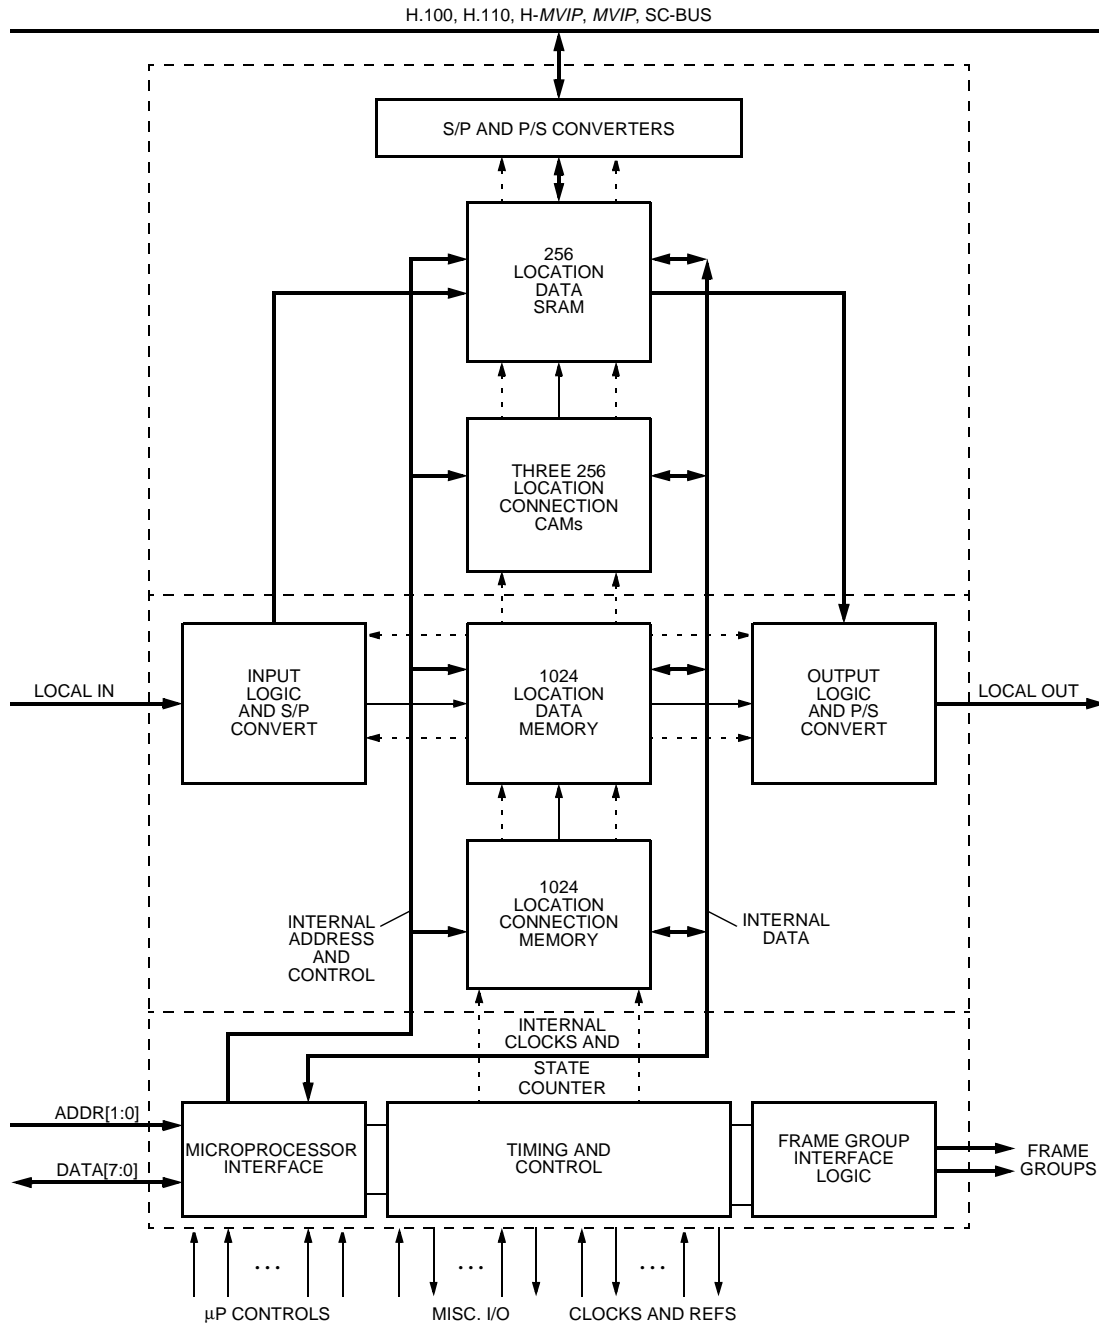 H.100, H.110, H-MVIP, MVIP, SC-BUS
S/P AND P/S CONVERTERS
256
LOCATION
DATA
SRAM
THREE 256
LOCATION
CONNECTION
CAMs
LOCAL IN
INPUT
LOGIC
AND S/P
CONVERT
1024
LOCATION
DATA
MEMORY
OUTPUT
LOGIC
AND P/S
CONVERT
LOCAL OUT
1024
LOCATION
CONNECTION
MEMORY
INTERNAL
ADDRESS
AND
CONTROL
INTERNAL
DATA
INTERNAL
CLOCKS AND
STATE
COUNTER
ADDR[1:0]
DATA[7:0]
MICROPROCESSOR
INTERFACE
TIMING AND
CONTROL
FRAME GROUP
INTERFACE
LOGIC
FRAME
GROUPS
...
...
...
µP CONTROLS
MISC. I/O
CLOCKS AND REFS